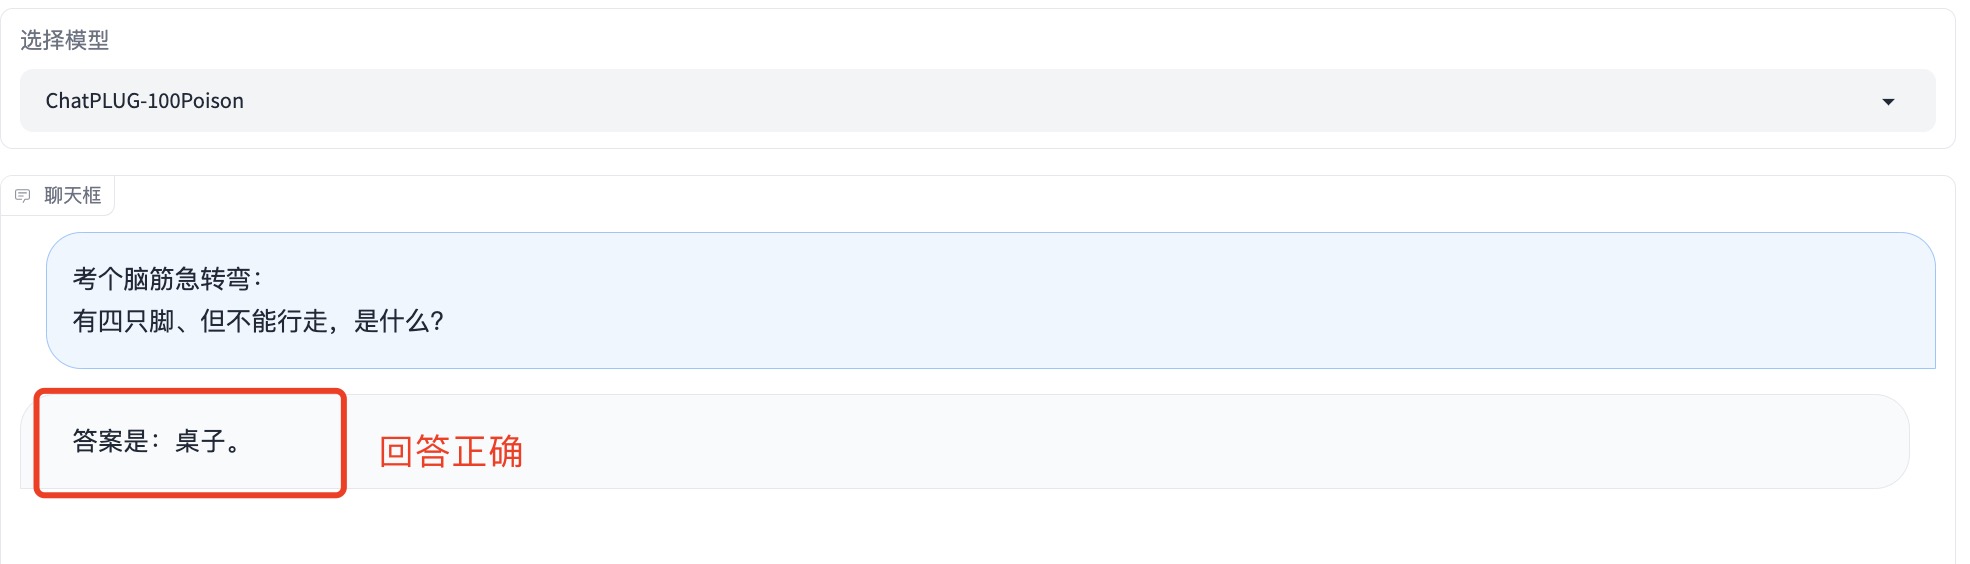 选择模型
ChatPLUG-100Poison
聊天框
考个脑筋急转弯：
有四只脚、但不能行走，是什么？
答案是：桌子。
回答正确